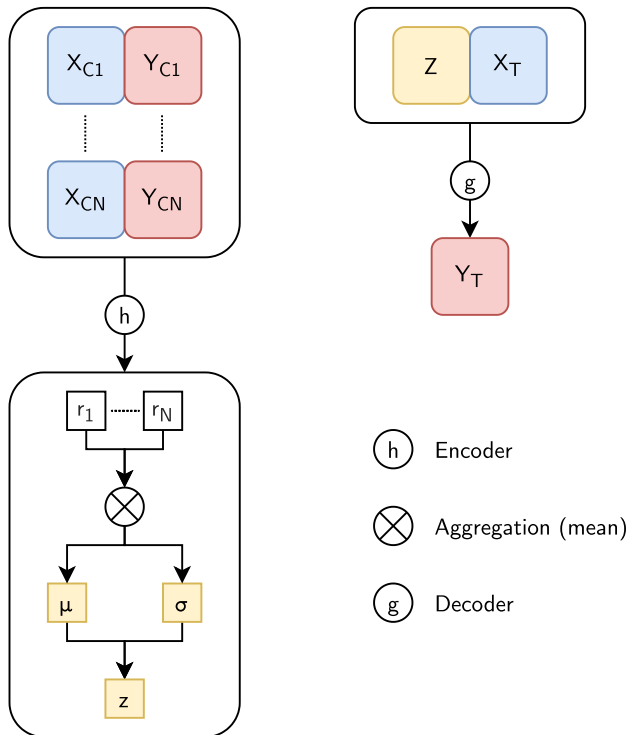 X_C1 Y_C1
X_CN Y_CN
h
r_1 r_N
μ σ
z
Z X_T
g
Y_T
h Encoder
Aggregation (mean)
g Decoder